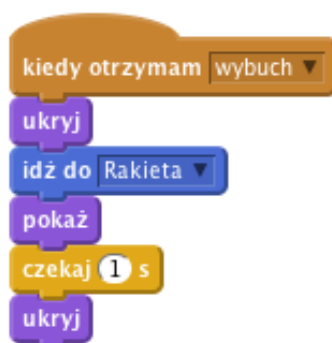 kiedy otrzymam wybuch
ukryj
idź do Rakieta
pokaż
czekaj 1 s
ukryj